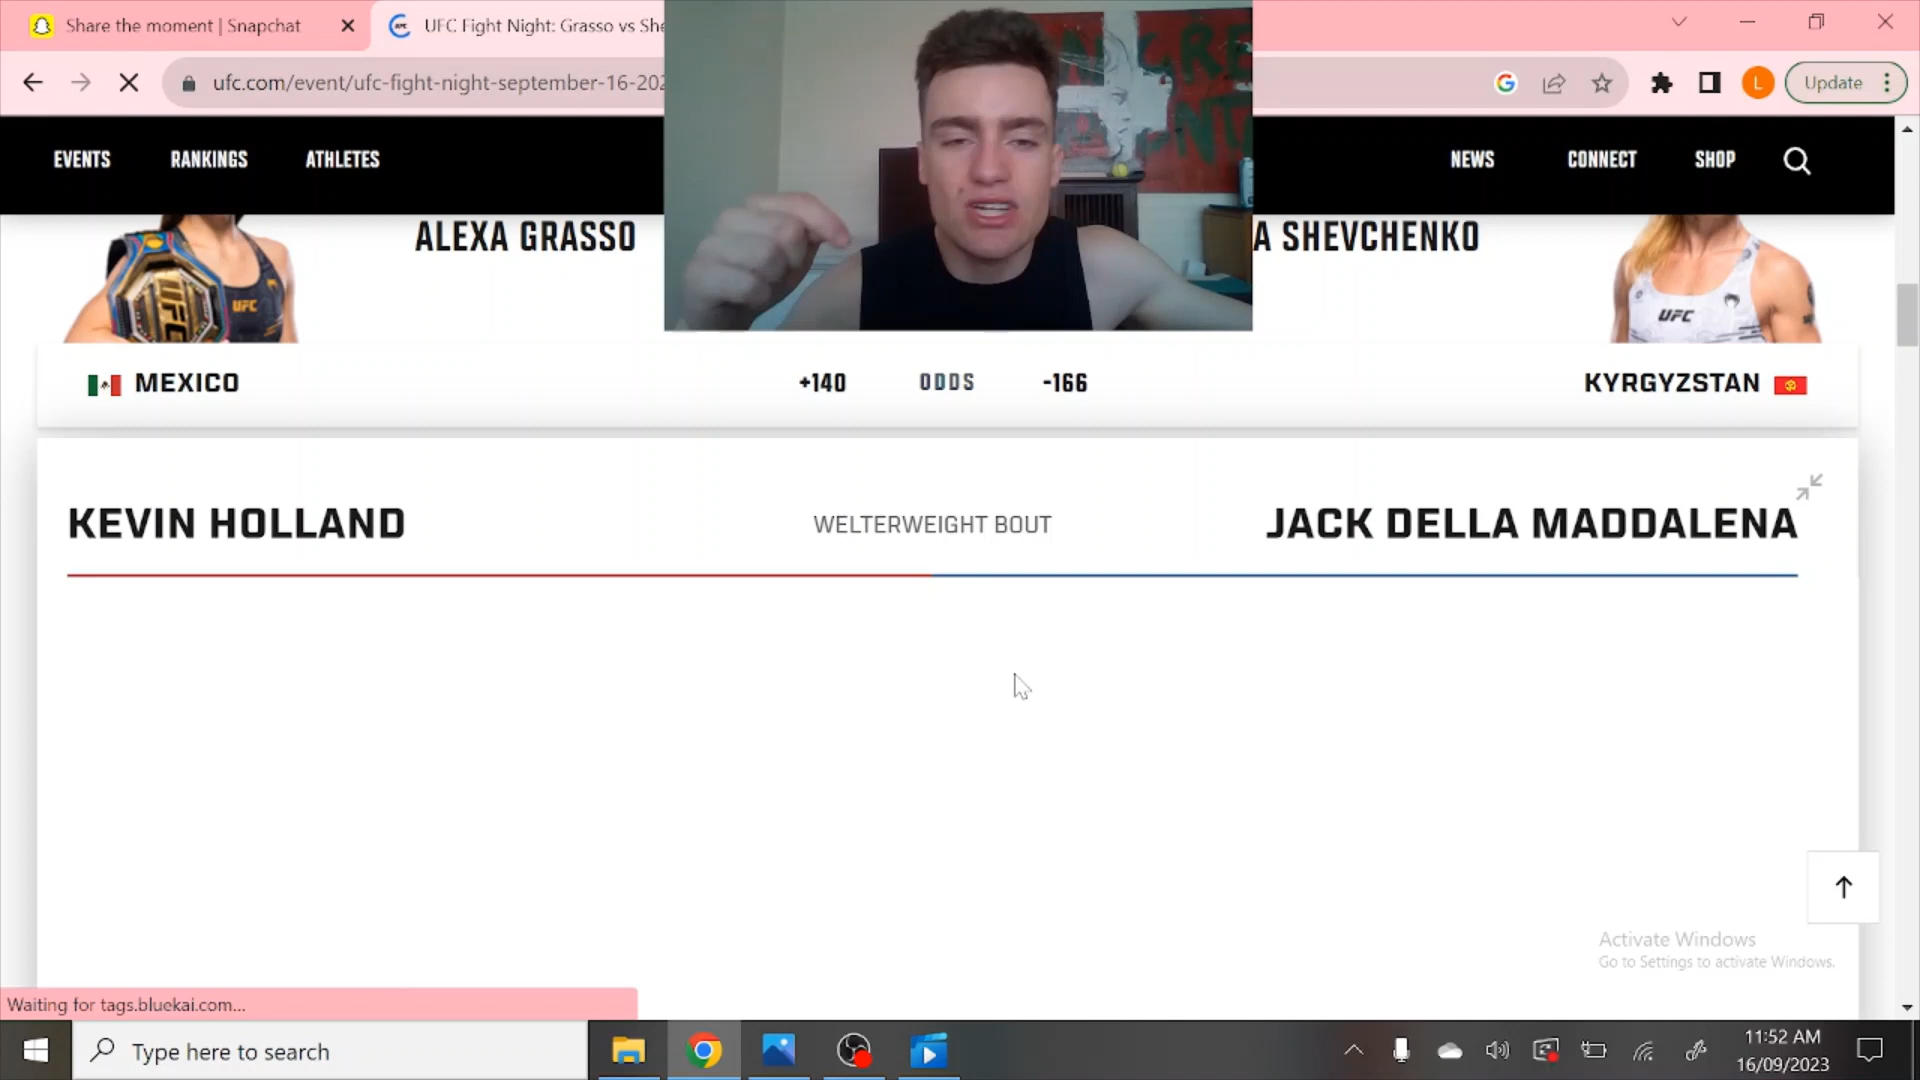 Share the moment | Snapchat
UFC Fight Night: Grasso vs She
ufc.com/event/ufc-fight-night-september-16-202
L
Update
EVENTS
RANKINGS
ATHLETES
NEWS
CONNECT
SHOP
ALEXA GRASSO
A SHEVCHENKO
UFC
UFC
UFC
MEXICO
+140
ODDS
-166
KYRGYZSTAN
KEVIN HOLLAND
WELTERWEIGHT BOUT
JACK DELLA MADDALENA
Activate Windows
Go to Settings to activate Windows.
Waiting for tags.bluekai.com...
Type here to search
11:52 AM
16/09/2023